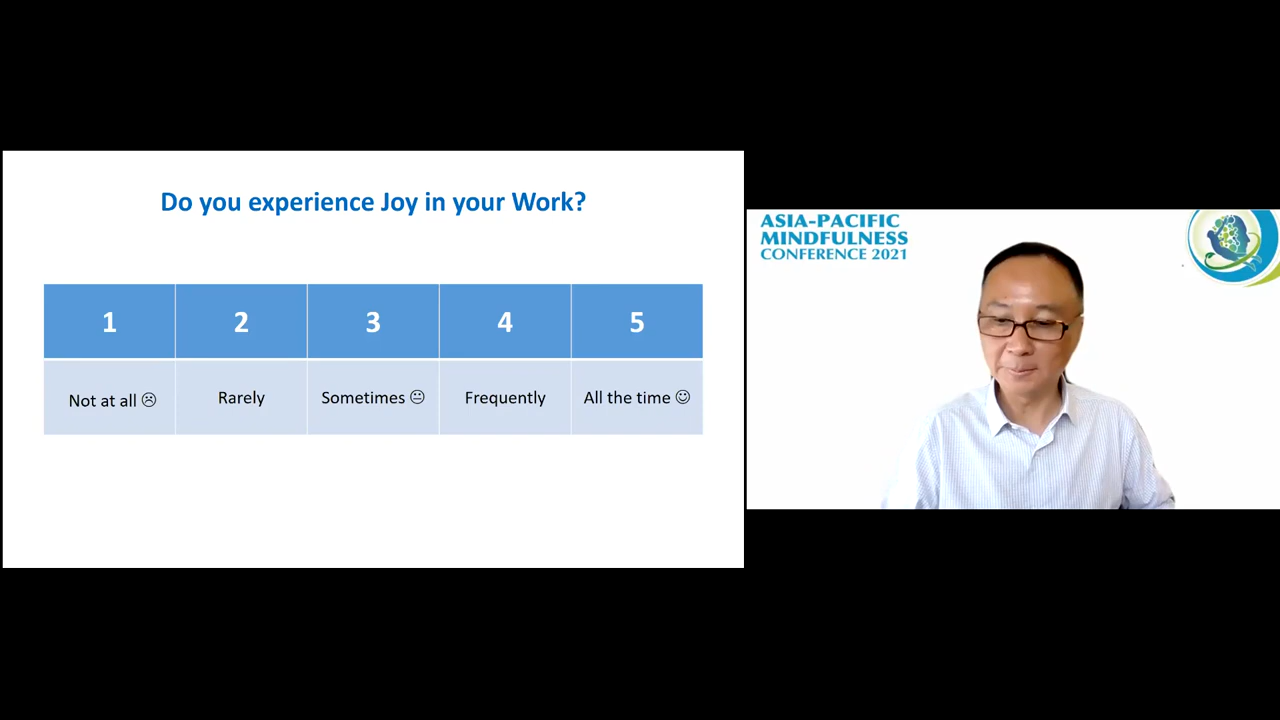 Do you experience Joy in your Work?
1 2 3 4 5
Not at all ☹ Rarely Sometimes 😐 Frequently All the time ☺
ASIA-PACIFIC
MINDFULNESS
CONFERENCE 2021